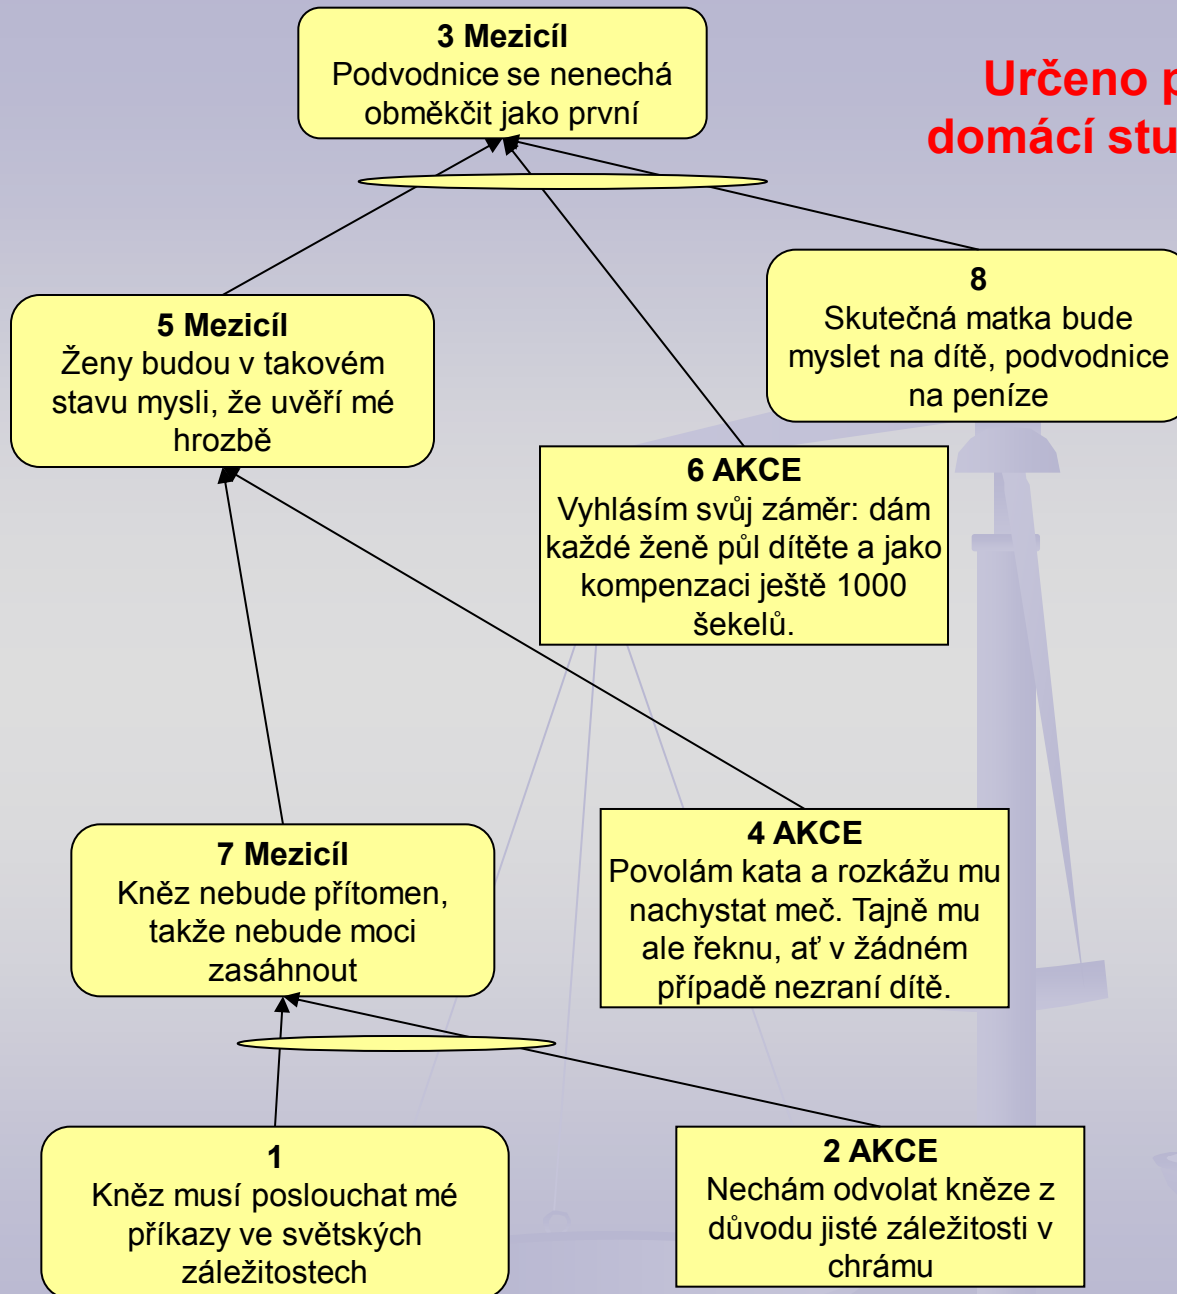 3 Mezicíl
Podvodnice se nenechá
obměkčit jako první
Určeno p
domácí stu
5 Mezicíl
Ženy budou v takovém
stavu mysli, že uvěří mé
hrozbě
8
Skutečná matka bude
myslet na dítě, podvodnice
na peníze
6 AKCE
Vyhlásím svůj záměr: dám
každé ženě půl dítěte a jako
kompenzaci ještě 1000
šekelů.
7 Mezicíl
Kněz nebude přítomen,
takže nebude moci
zasáhnout
4 AKCE
Povolám kata a rozkážu mu
nachystat meč. Tajně mu
ale řeknu, ať v žádném
případě nezraní dítě.
1
Kněz musí poslouchat mé
příkazy ve světských
záležitostech
2 AKCE
Nechám odvolat kněze z
důvodu jisté záležitosti v
chrámu